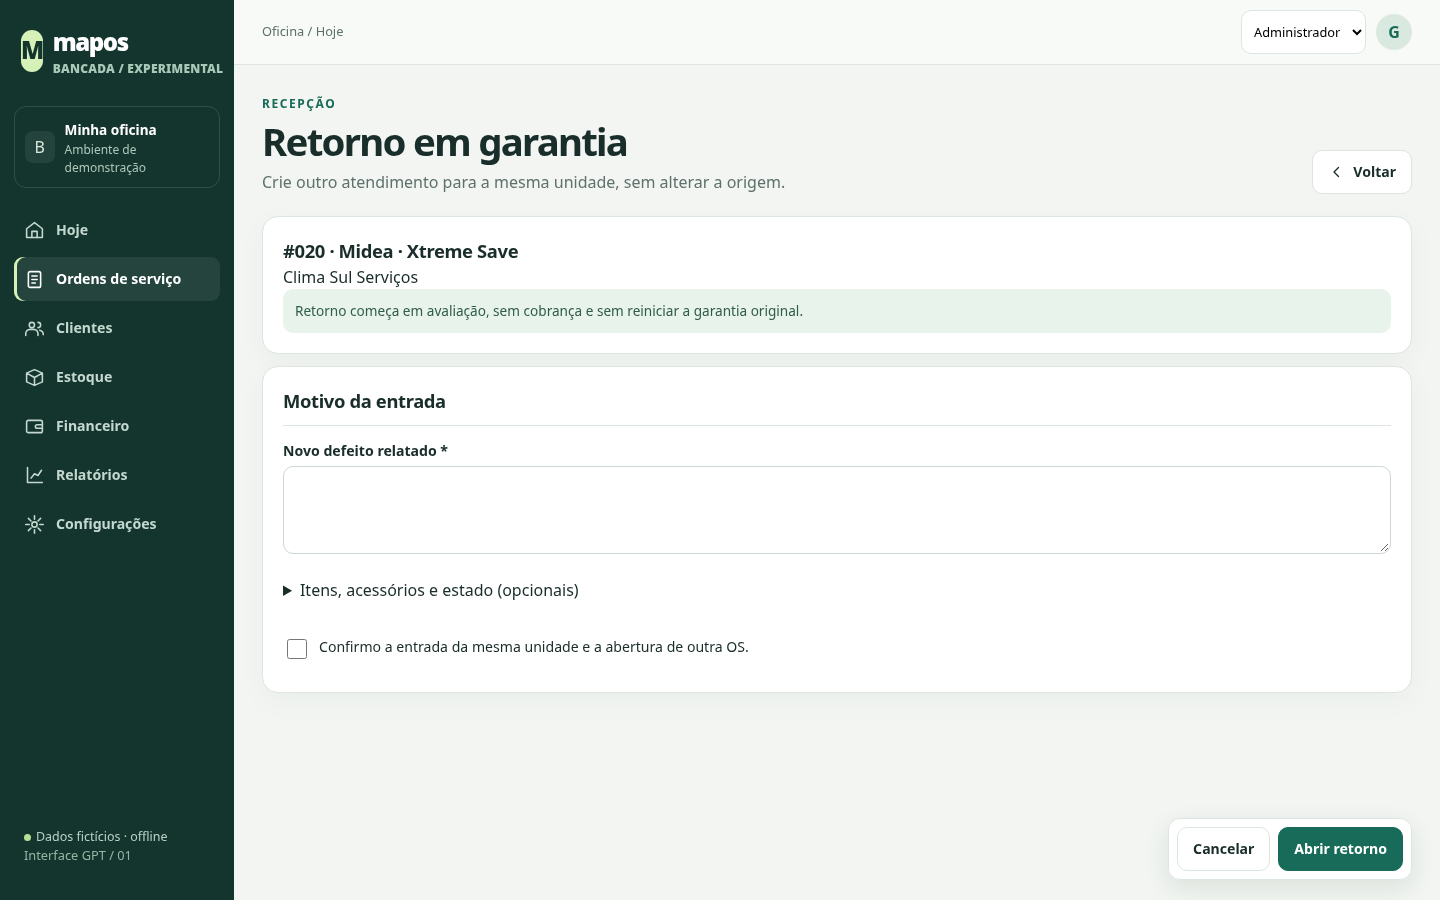 M
mapos
BANCADA / EXPERIMENTAL
B
Minha oficina
Ambiente de
demonstração
Hoje
Ordens de serviço
Clientes
Estoque
Financeiro
Relatórios
Configurações
Dados fictícios · offline
Interface GPT / 01
Oficina / Hoje
Administrador
G
RECEPÇÃO
Retorno em garantia
Crie outro atendimento para a mesma unidade, sem alterar a origem.
Voltar
#020 · Midea · Xtreme Save
Clima Sul Serviços
Retorno começa em avaliação, sem cobrança e sem reiniciar a garantia original.
Motivo da entrada
Novo defeito relatado *
Itens, acessórios e estado (opcionais)
Confirmo a entrada da mesma unidade e a abertura de outra OS.
Cancelar
Abrir retorno